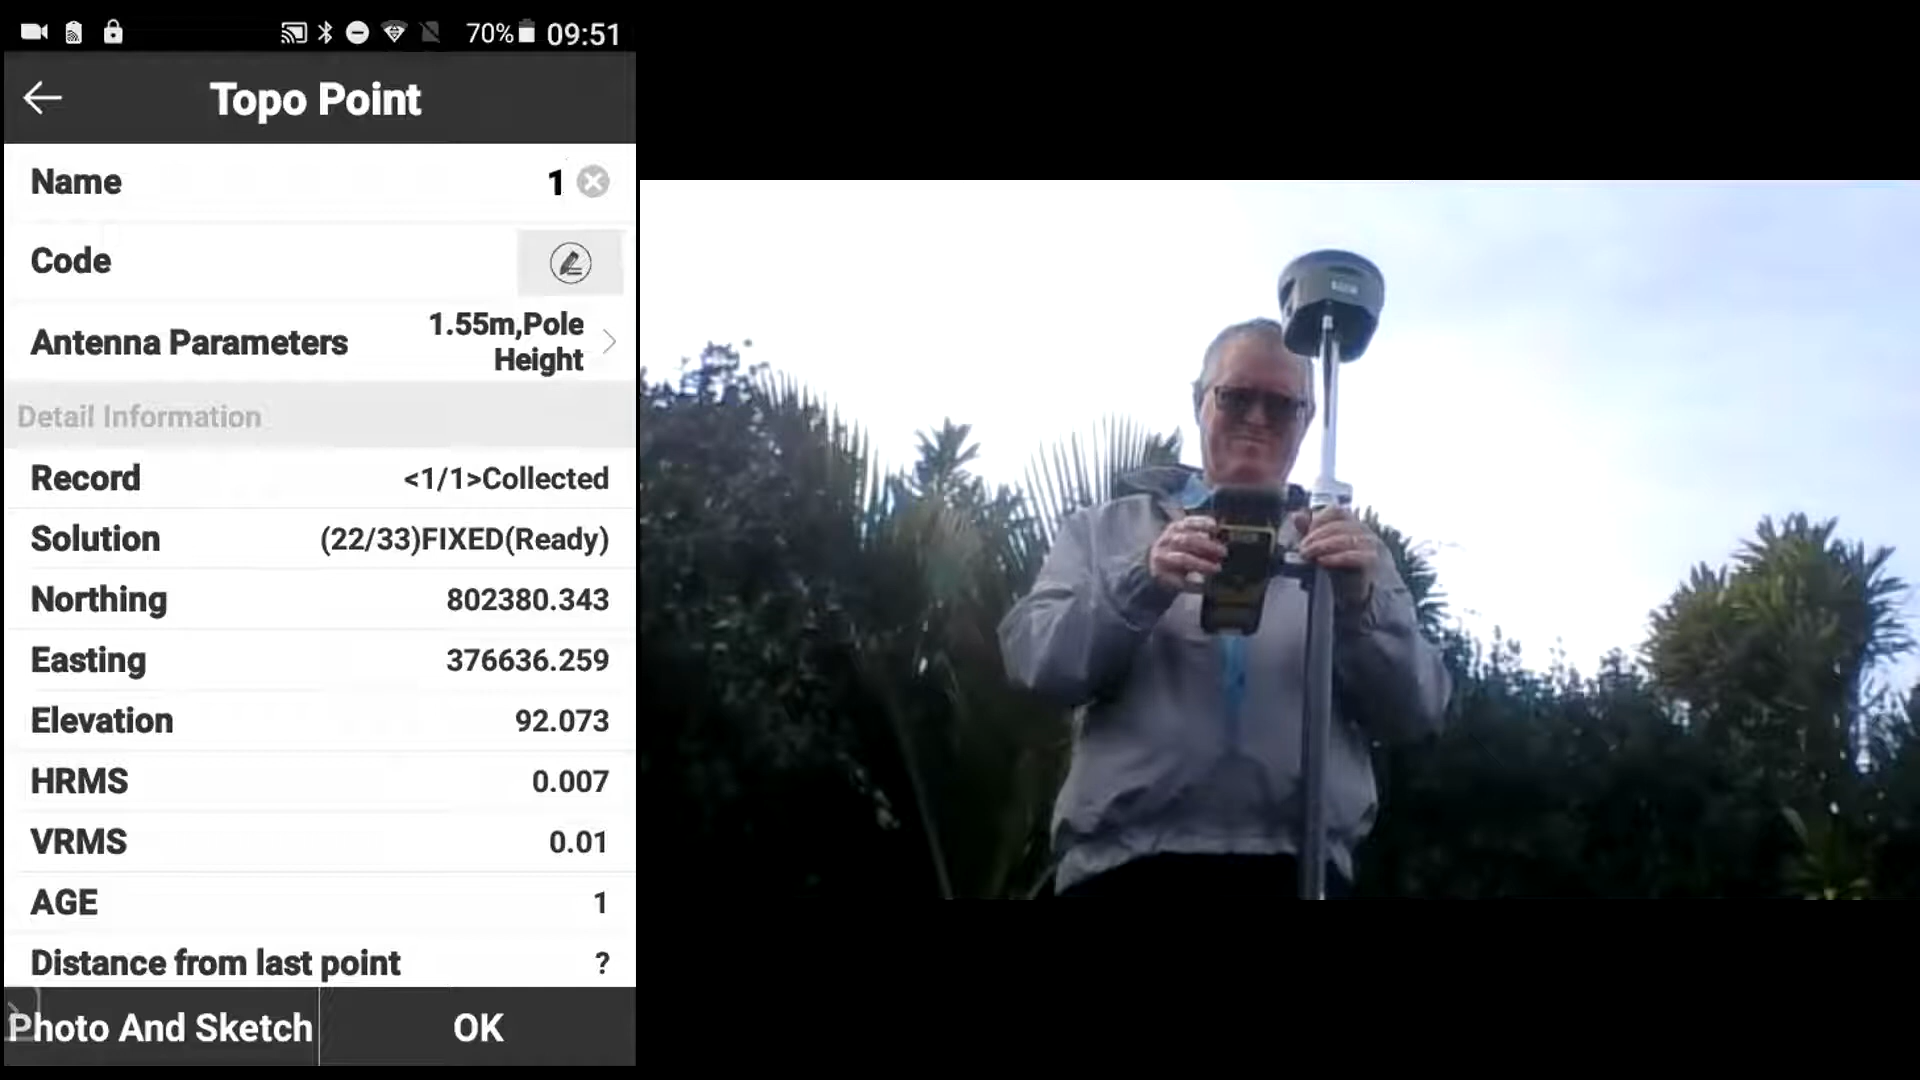 70% 09:51
Topo Point
Name 1
Code
Antenna Parameters 1.55m,Pole Height
Detail Information
Record <1/1>Collected
Solution (22/33)FIXED(Ready)
Northing 802380.343
Easting 376636.259
Elevation 92.073
HRMS 0.007
VRMS 0.01
AGE 1
Distance from last point ?
Photo And Sketch OK